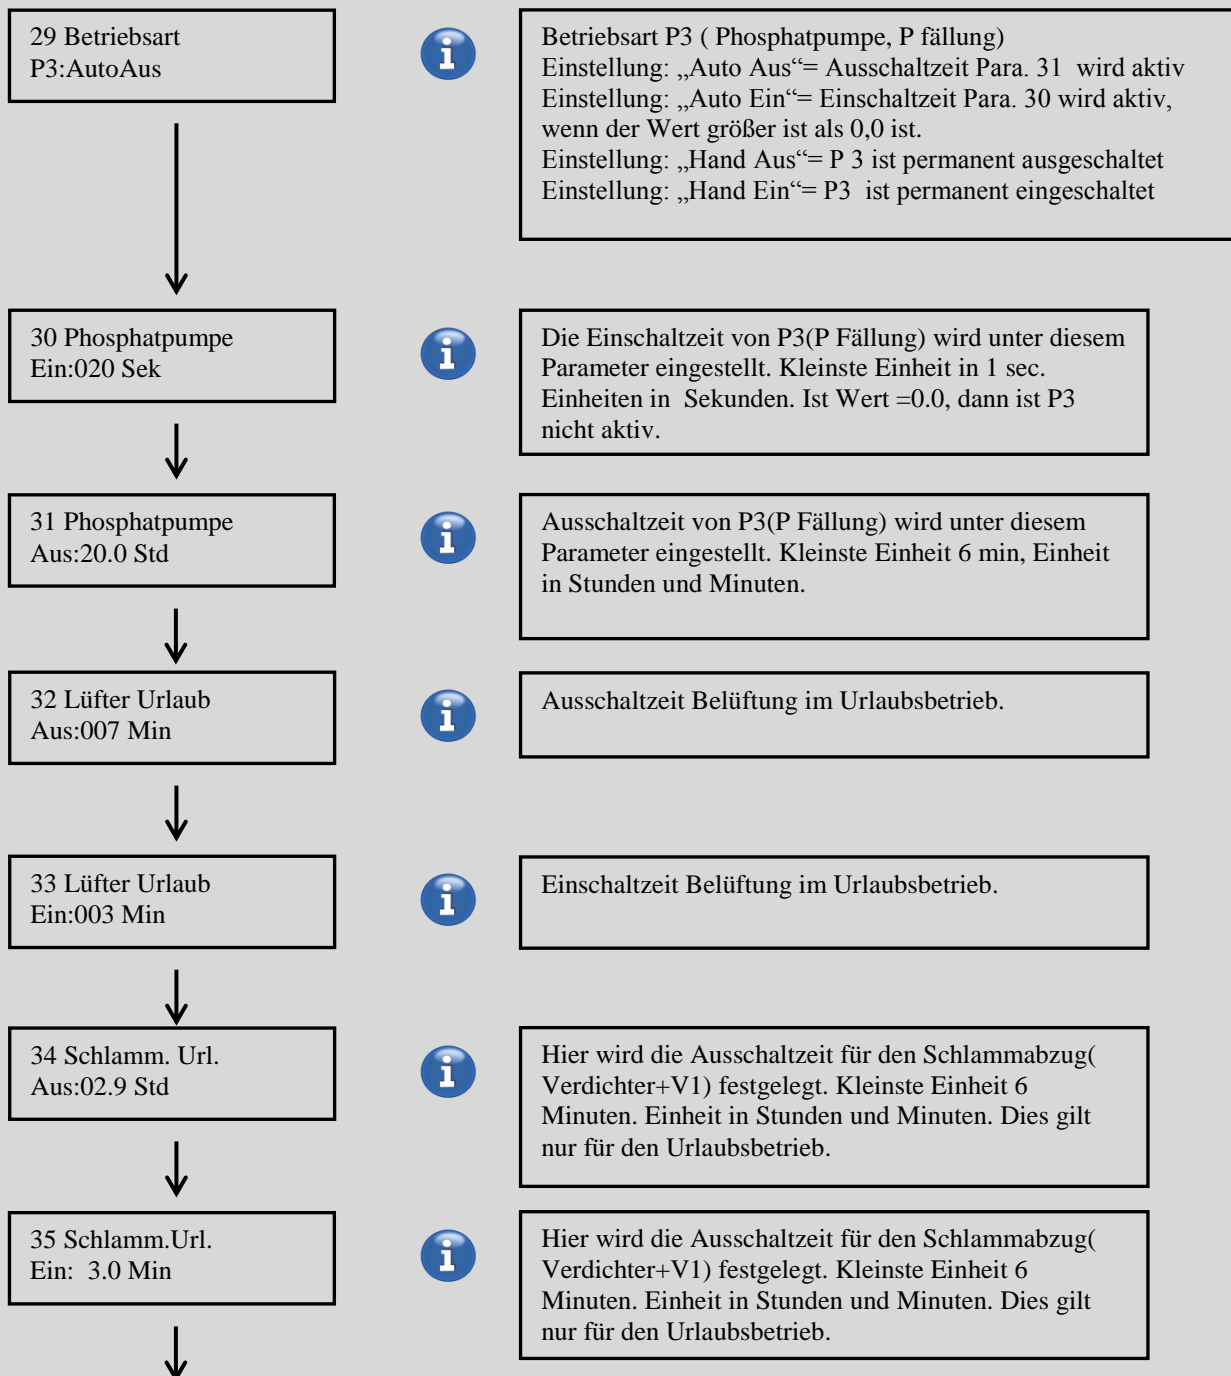 29 Betriebsart
P3:AutoAus
Betriebsart P3 ( Phosphatpumpe, P fällung)
Einstellung: „Auto Aus“= Ausschaltzeit Para. 31 wird aktiv
Einstellung: „Auto Ein“= Einschaltzeit Para. 30 wird aktiv,
wenn der Wert größer ist als 0,0 ist.
Einstellung: „Hand Aus“= P 3 ist permanent ausgeschaltet
Einstellung: „Hand Ein“= P3 ist permanent eingeschaltet
30 Phosphatpumpe
Ein:020 Sek
Die Einschaltzeit von P3(P Fällung) wird unter diesem
Parameter eingestellt. Kleinste Einheit in 1 sec.
Einheiten in Sekunden. Ist Wert =0.0, dann ist P3
nicht aktiv.
31 Phosphatpumpe
Aus:20.0 Std
Ausschaltzeit von P3(P Fällung) wird unter diesem
Parameter eingestellt. Kleinste Einheit 6 min, Einheit
in Stunden und Minuten.
32 Lüfter Urlaub
Aus:007 Min
Ausschaltzeit Belüftung im Urlaubsbetrieb.
33 Lüfter Urlaub
Ein:003 Min
Einschaltzeit Belüftung im Urlaubsbetrieb.
34 Schlamm. Url.
Aus:02.9 Std
Hier wird die Ausschaltzeit für den Schlammabzug(
Verdichter+V1) festgelegt. Kleinste Einheit 6
Minuten. Einheit in Stunden und Minuten. Dies gilt
nur für den Urlaubsbetrieb.
35 Schlamm.Url.
Ein: 3.0 Min
Hier wird die Ausschaltzeit für den Schlammabzug(
Verdichter+V1) festgelegt. Kleinste Einheit 6
Minuten. Einheit in Stunden und Minuten. Dies gilt
nur für den Urlaubsbetrieb.